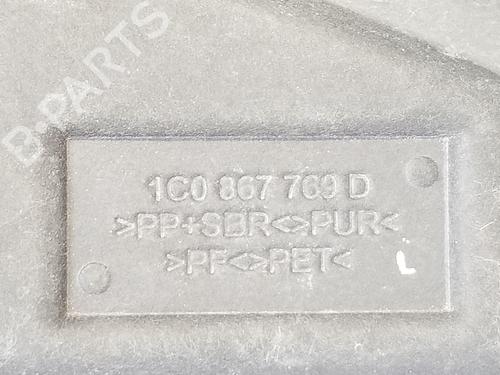 B-PARTS
1C0 867 769 D
>PP+SBR<>PUR<
>PF<>PET<
L